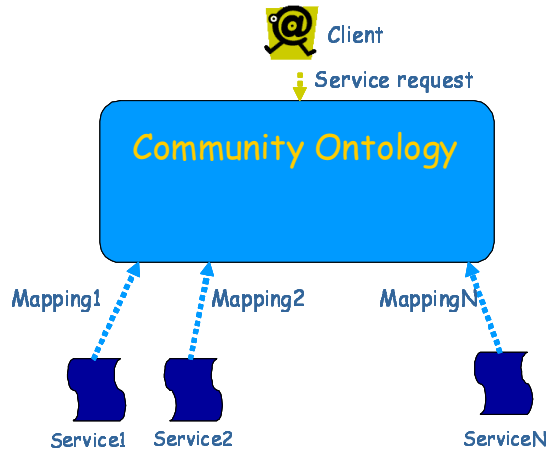 @
Client
Service request
Community Ontology
Mapping1
Mapping2
MappingN
Service1
Service2
ServiceN